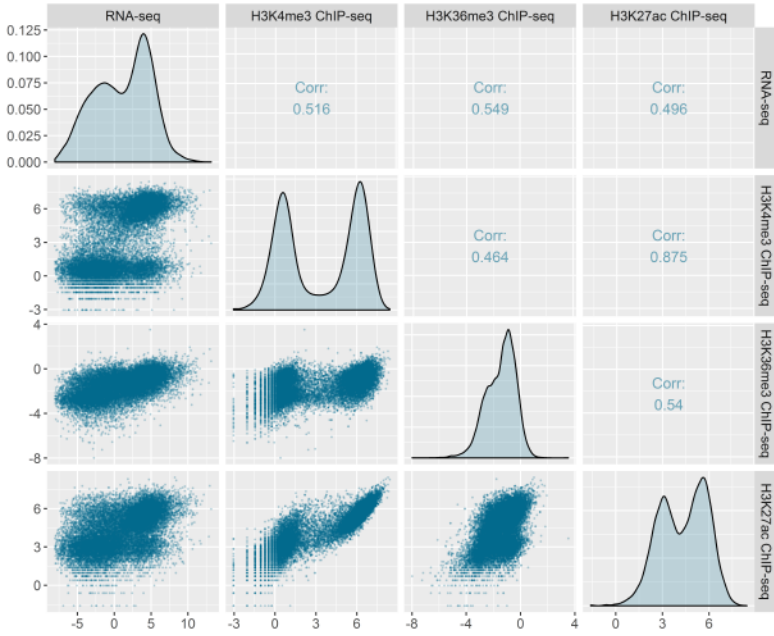 RNA-seq H3K4me3 ChIP-seq H3K36me3 ChIP-seq H3K27ac ChIP-seq
0.125
0.100
0.075
0.050
0.025
0.000
Corr:
0.516
Corr:
0.549
Corr:
0.496
RNA-seq
6
3
0
-3
Corr:
0.464
Corr:
0.875
H3K4me3 ChIP-seq
4
0
-4
-8
Corr:
0.54
H3K36me3 ChIP-seq
6
3
0
H3K27ac ChIP-seq
-5 0 5 10 -3 0 3 6 -8 -4 0 4 0 3 6